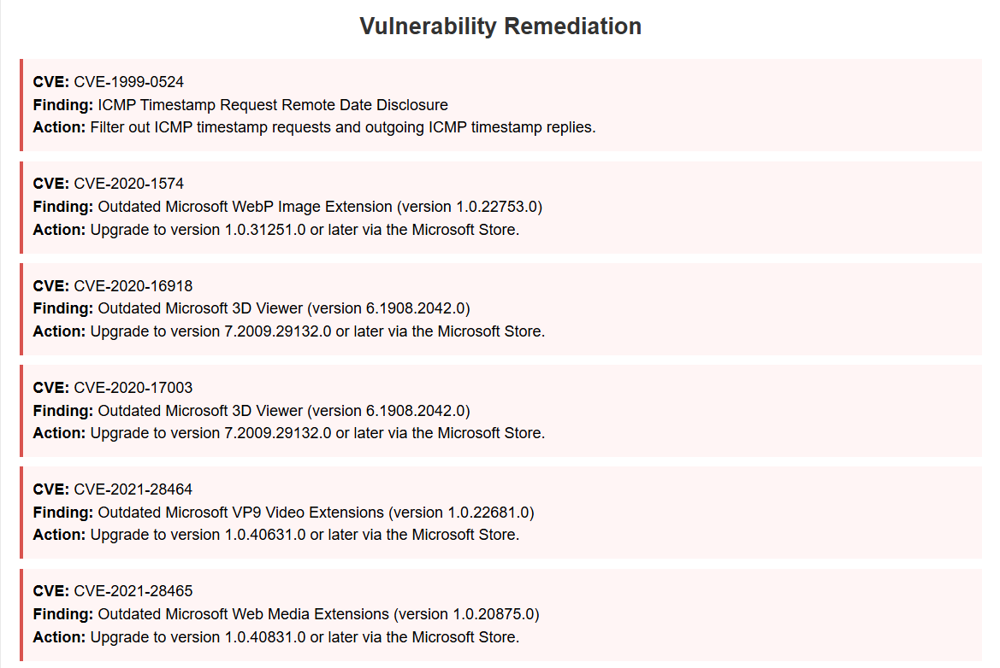 Vulnerability Remediation
CVE: CVE-1999-0524
Finding: ICMP Timestamp Request Remote Date Disclosure
Action: Filter out ICMP timestamp requests and outgoing ICMP timestamp replies.
CVE: CVE-2020-1574
Finding: Outdated Microsoft WebP Image Extension (version 1.0.22753.0)
Action: Upgrade to version 1.0.31251.0 or later via the Microsoft Store.
CVE: CVE-2020-16918
Finding: Outdated Microsoft 3D Viewer (version 6.1908.2042.0)
Action: Upgrade to version 7.2009.29132.0 or later via the Microsoft Store.
CVE: CVE-2020-17003
Finding: Outdated Microsoft 3D Viewer (version 6.1908.2042.0)
Action: Upgrade to version 7.2009.29132.0 or later via the Microsoft Store.
CVE: CVE-2021-28464
Finding: Outdated Microsoft VP9 Video Extensions (version 1.0.22681.0)
Action: Upgrade to version 1.0.40631.0 or later via the Microsoft Store.
CVE: CVE-2021-28465
Finding: Outdated Microsoft Web Media Extensions (version 1.0.20875.0)
Action: Upgrade to version 1.0.40831.0 or later via the Microsoft Store.